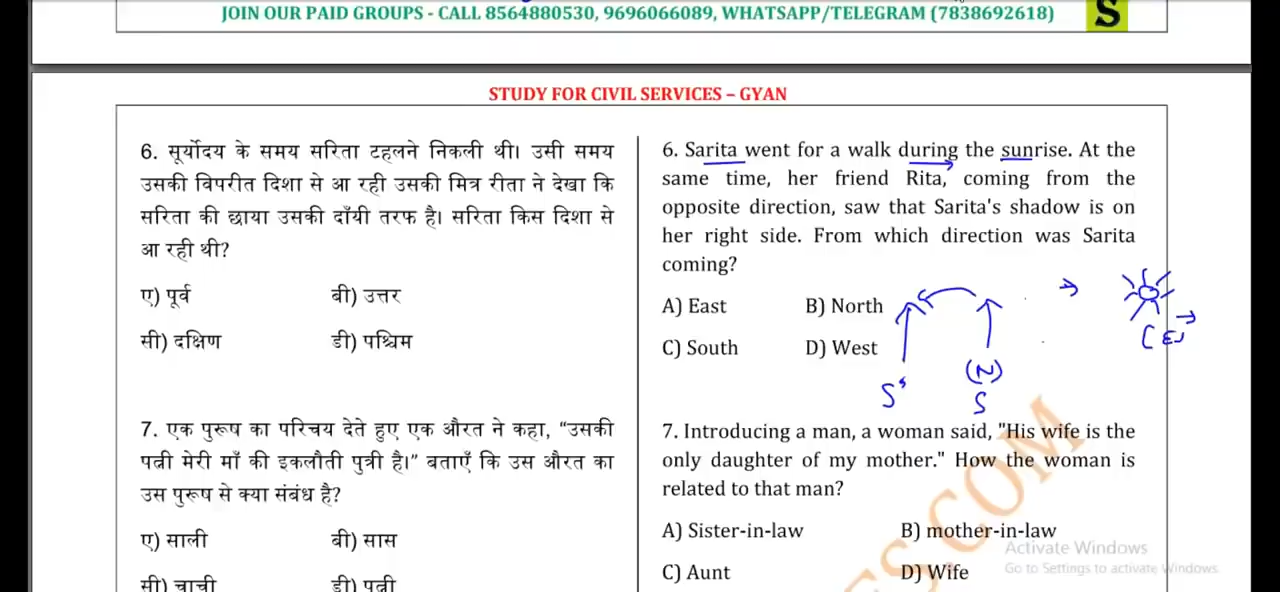 JOIN OUR PAID GROUPS - CALL 8564880530, 9696066089, WHATSAPP/TELEGRAM (7838692618)
S
STUDY FOR CIVIL SERVICES – GYAN
6. सूर्योदय के समय सरिता टहलने निकली थी। उसी समय
उसकी विपरीत दिशा से आ रही उसकी मित्र रीता ने देखा कि
सरिता की छाया उसकी दाँयी तरफ है। सरिता किस दिशा से
आ रही थी?
ए) पूर्व बी) उत्तर
सी) दक्षिण डी) पश्चिम
7. एक पुरूष का परिचय देते हुए एक औरत ने कहा, “उसकी
पत्नी मेरी माँ की इकलौती पुत्री है।” बताएँ कि उस औरत का
उस पुरूष से क्या संबंध है?
ए) साली बी) सास
सी) चाची डी) पत्नी
6. Sarita went for a walk during the sunrise. At the
same time, her friend Rita, coming from the
opposite direction, saw that Sarita's shadow is on
her right side. From which direction was Sarita
coming?
A) East B) North
C) South D) West
(E)
S'
(N)
S
7. Introducing a man, a woman said, "His wife is the
only daughter of my mother." How the woman is
related to that man?
A) Sister-in-law B) mother-in-law
C) Aunt D) Wife
S.COM
Activate Windows
Go to Settings to activate Windows.